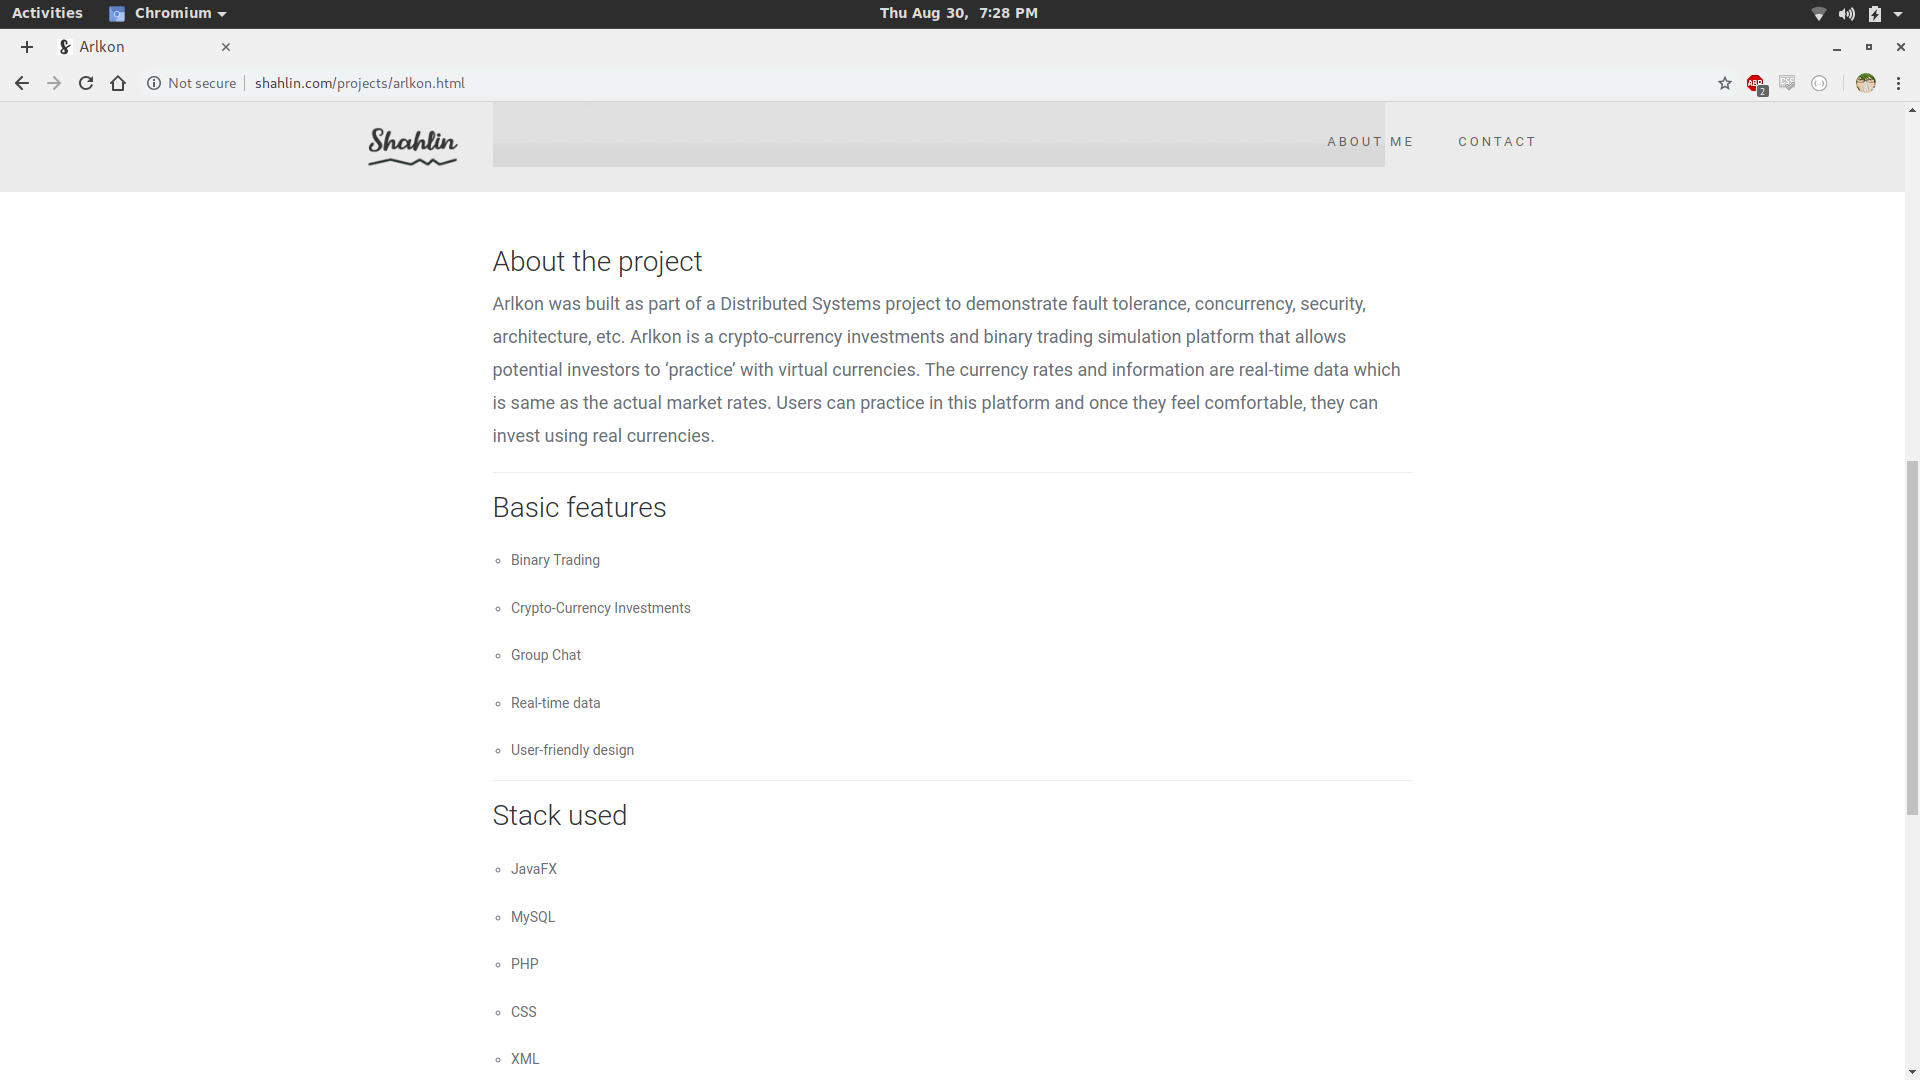 Activities Chromium Thu Aug 30, 7:28 PM
Arlkon
Not secure shahlin.com/projects/arlkon.html
ABP 2 CSS
Shahlin ABOUT ME CONTACT
About the project
Arlkon was built as part of a Distributed Systems project to demonstrate fault tolerance, concurrency, security,
architecture, etc. Arlkon is a crypto-currency investments and binary trading simulation platform that allows
potential investors to ‘practice’ with virtual currencies. The currency rates and information are real-time data which
is same as the actual market rates. Users can practice in this platform and once they feel comfortable, they can
invest using real currencies.
Basic features
Binary Trading
Crypto-Currency Investments
Group Chat
Real-time data
User-friendly design
Stack used
JavaFX
MySQL
PHP
CSS
XML